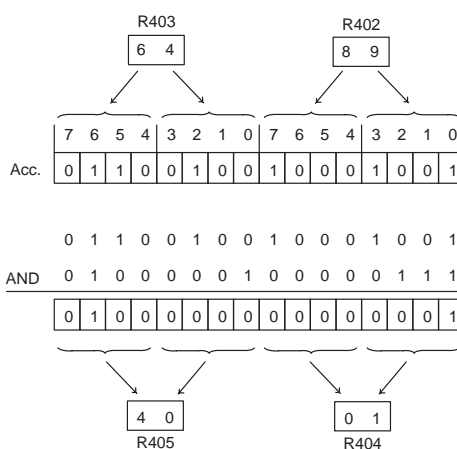 R403 R402
6 4 8 9
7 6 5 4 3 2 1 0 7 6 5 4 3 2 1 0
Acc. 0 1 1 0 0 1 0 0 1 0 0 0 1 0 0 1
0 1 1 0 0 1 0 0 1 0 0 0 1 0 0 1
AND 0 1 0 0 0 0 0 1 0 0 0 0 0 1 1 1
0 1 0 0 0 0 0 0 0 0 0 0 0 0 0 1
4 0 0 1
R405 R404